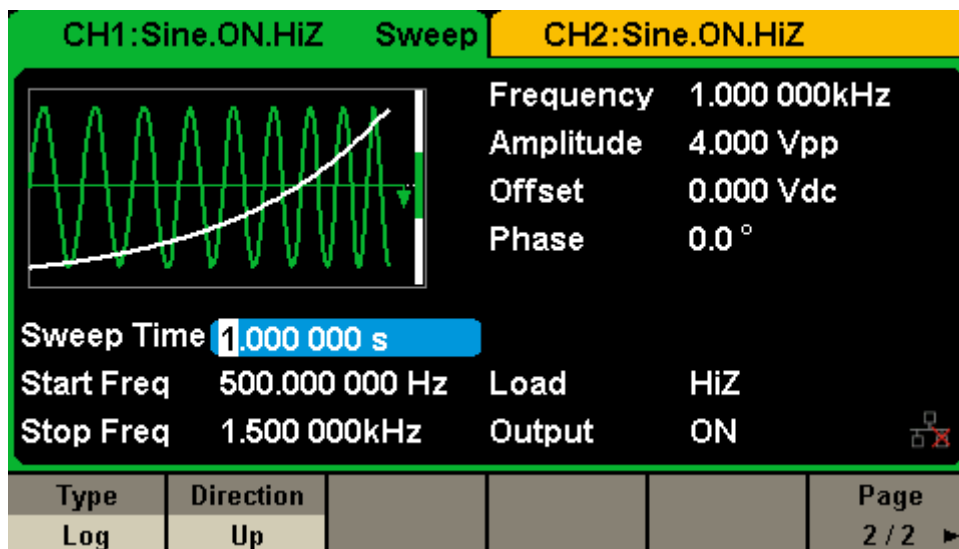 CH1:Sine.ON.HiZ Sweep CH2:Sine.ON.HiZ
Frequency 1.000 000kHz
Amplitude 4.000 Vpp
Offset 0.000 Vdc
Phase 0.0 °
Sweep Time 1.000 000 s
Start Freq 500.000 000 Hz Load HiZ
Stop Freq 1.500 000kHz Output ON
Type Direction Page
Log Up 2 / 2